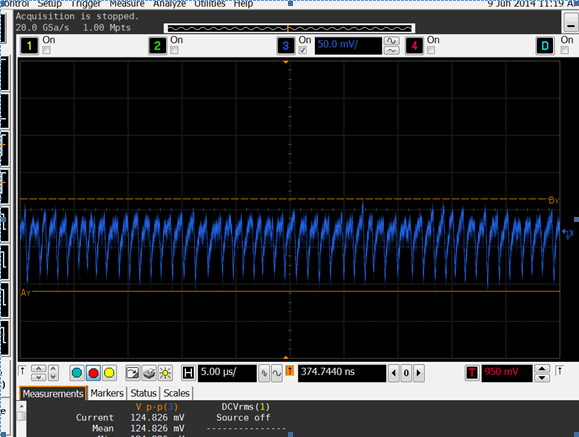 ontrol Setup Trigger Measure Analyze Utilities Help 9 Jun 2014 11:19 A
Acquisition is stopped.
20.0 GSa/s 1.00 Mpts
1 On 2 On 3 On 50.0 mV/ 4 On D On
By
Ay
3
H 5.00 µs/ 374.7440 ns 0 T 950 mV
Measurements Markers Status Scales
V p-p(3) DCVrms(1)
Current 124.826 mV Source off
Mean 124.826 mV ---------------